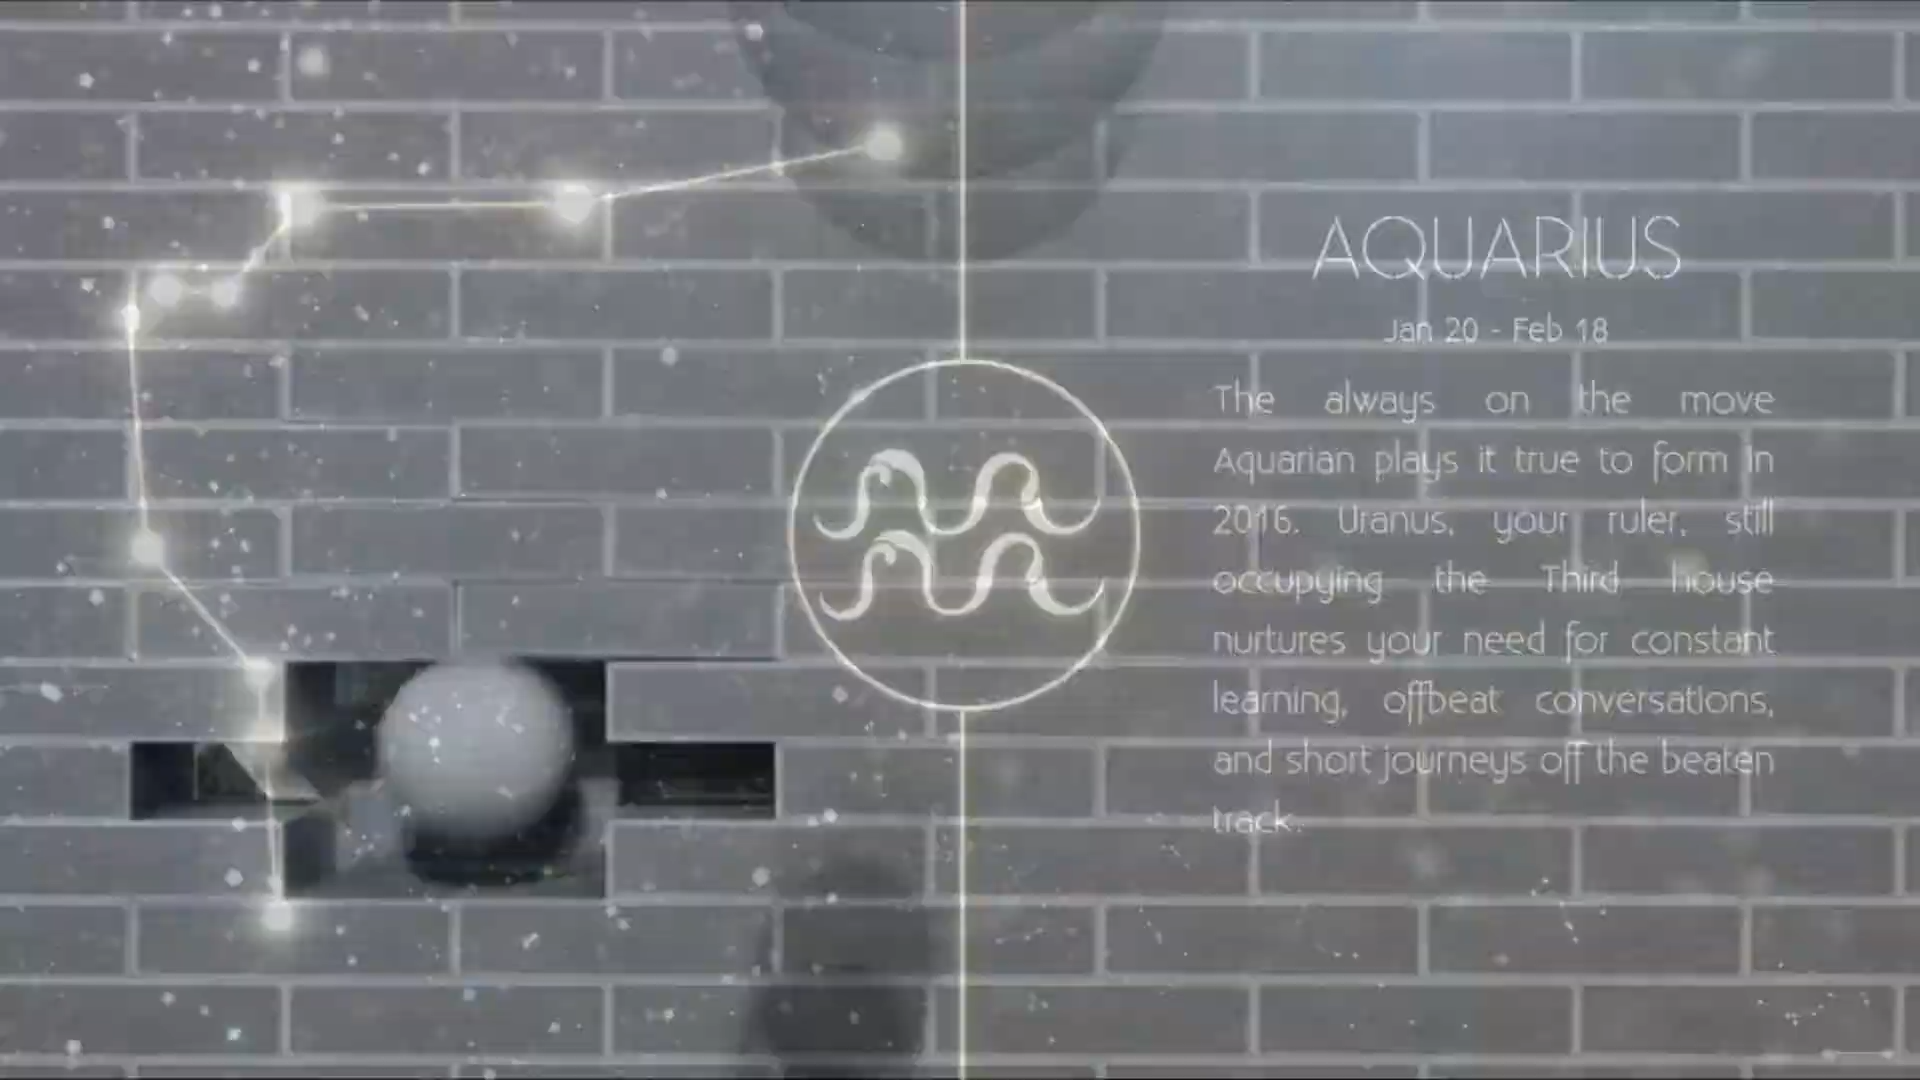 AQUARIUS
Jan 20 - Feb 18
The always on the move
Aquarian plays it true to form in
2016. Uranus, your ruler, still
occupying the Third house
nurtures your need for constant
learning, offbeat conversations,
and short journeys off the beaten
track.